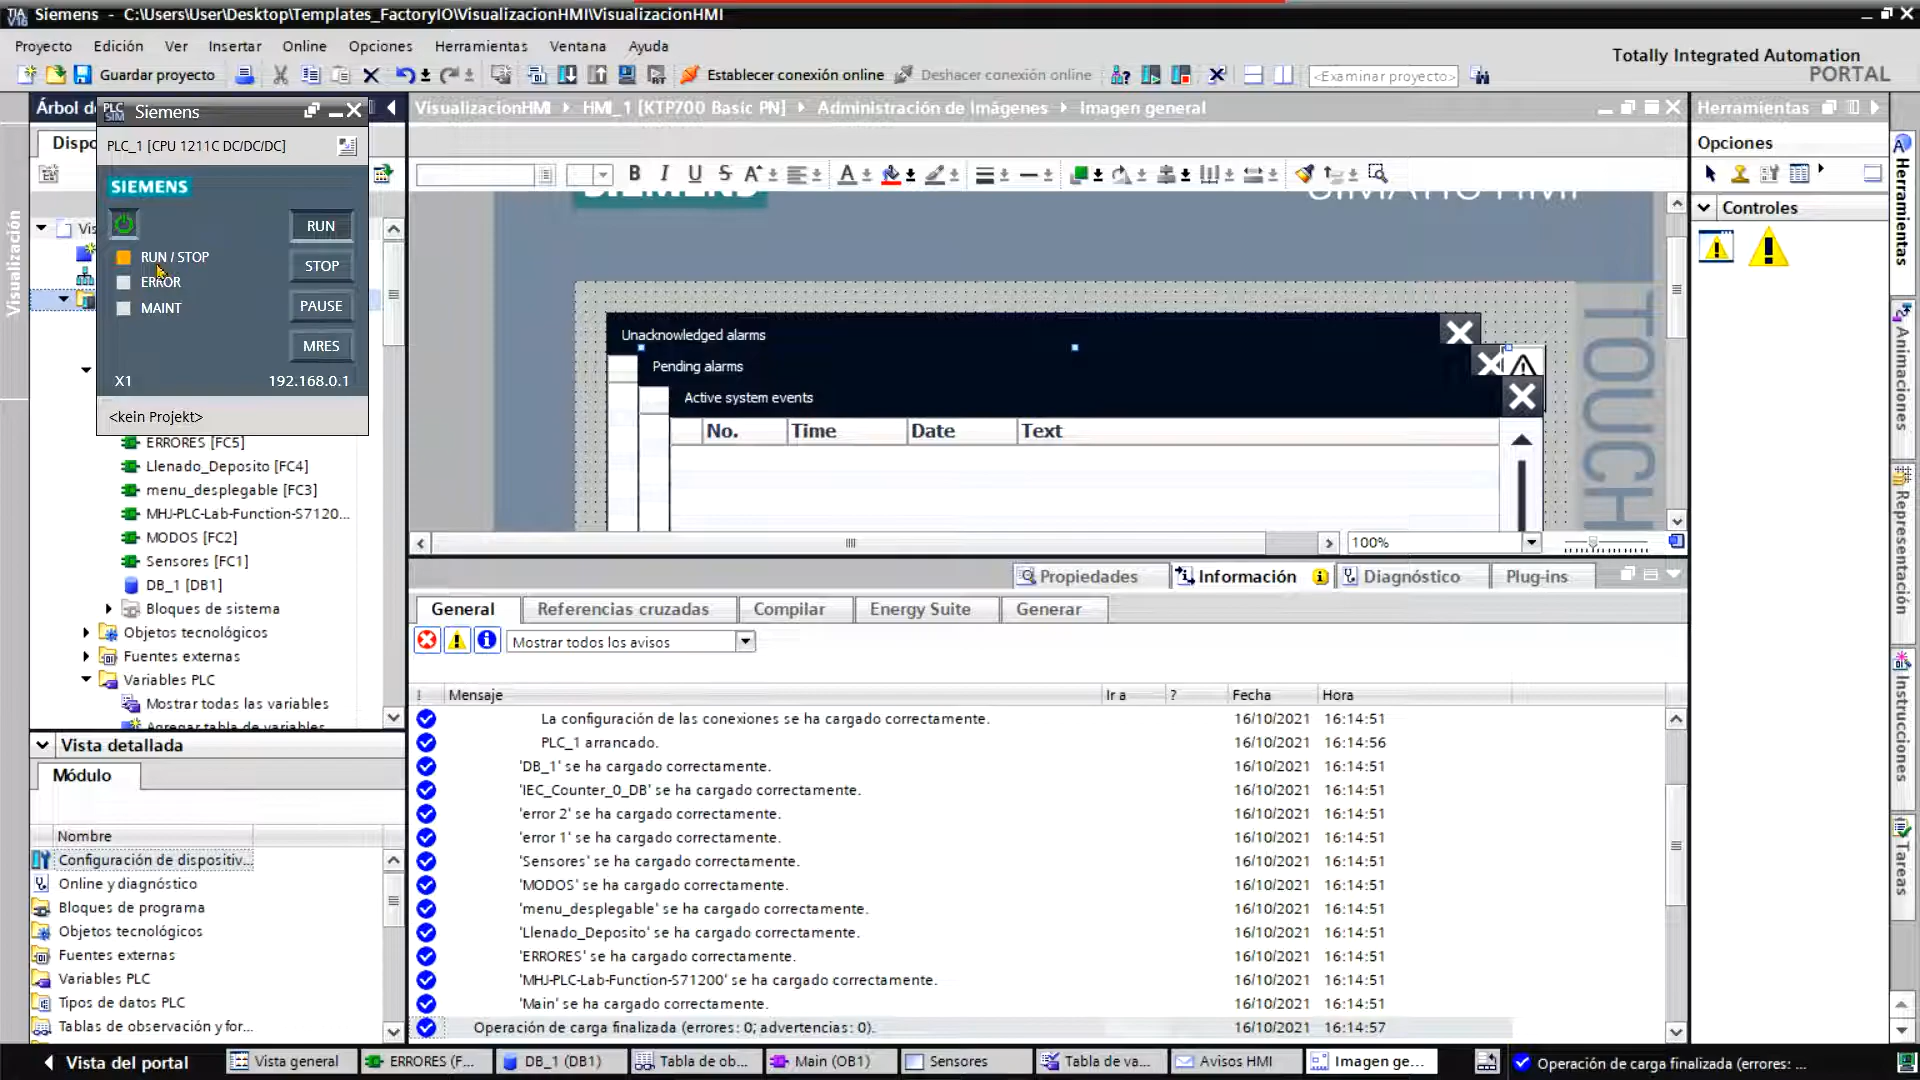 Siemens - C:\Users\User\Desktop\Templates_FactoryIO\VisualizacionHMI\VisualizacionHMI
Proyecto Edición Ver Insertar Online Opciones Herramientas Ventana Ayuda
Totally Integrated Automation
PORTAL
Guardar proyecto Establecer conexión online Deshacer conexión online <Examinar proyecto>
Árbol d
VisualizacionHMI HMI_1 [KTP700 Basic PN] Administración de Imágenes Imagen general
Herramientas
PLC SIM Siemens
Dispo
PLC_1 [CPU 1211C DC/DC/DC]
SIEMENS
RUN
RUN / STOP
STOP
ERROR
MAINT
PAUSE
MRES
X1 192.168.0.1
<kein Projekt>
Opciones
Controles
Visualización
Vis
ERRORES [FC5]
Llenado_Deposito [FC4]
menu_desplegable [FC3]
MHJ-PLC-Lab-Function-S7120...
MODOS [FC2]
Sensores [FC1]
DB_1 [DB1]
Bloques de sistema
Objetos tecnológicos
Fuentes externas
Variables PLC
Mostrar todas las variables
Agregar tabla de variables
Vista detallada
Módulo
Nombre
Configuración de dispositiv...
Online y diagnóstico
Bloques de programa
Objetos tecnológicos
Fuentes externas
Variables PLC
Tipos de datos PLC
Tablas de observación y for...
B I U S
SIEMENS SIMATIC HMI
TOUCH
Unacknowledged alarms
Pending alarms
Active system events
No. Time Date Text
100%
Propiedades Información Diagnóstico Plug-ins
General Referencias cruzadas Compilar Energy Suite Generar
Mostrar todos los avisos
! Mensaje Ir a ? Fecha Hora
La configuración de las conexiones se ha cargado correctamente. 16/10/2021 16:14:51
PLC_1 arrancado. 16/10/2021 16:14:56
'DB_1' se ha cargado correctamente. 16/10/2021 16:14:51
'IEC_Counter_0_DB' se ha cargado correctamente. 16/10/2021 16:14:51
'error 2' se ha cargado correctamente. 16/10/2021 16:14:51
'error 1' se ha cargado correctamente. 16/10/2021 16:14:51
'Sensores' se ha cargado correctamente. 16/10/2021 16:14:51
'MODOS' se ha cargado correctamente. 16/10/2021 16:14:51
'menu_desplegable' se ha cargado correctamente. 16/10/2021 16:14:51
'Llenado_Deposito' se ha cargado correctamente. 16/10/2021 16:14:51
'ERRORES' se ha cargado correctamente. 16/10/2021 16:14:51
'MHJ-PLC-Lab-Function-S71200' se ha cargado correctamente. 16/10/2021 16:14:51
'Main' se ha cargado correctamente. 16/10/2021 16:14:51
Operación de carga finalizada (errores: 0; advertencias: 0). 16/10/2021 16:14:57
Herramientas
Animaciones
Representación
Instrucciones
Tareas
Vista del portal Vista general ERRORES (F... DB_1 (DB1) Tabla de ob... Main (OB1) Sensores Tabla de va... Avisos HMI Imagen ge... Operación de carga finalizada (errores: ...